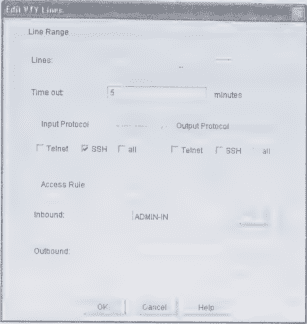 Edit VTY Lines
Line Range
Lines:
Time out: 5 minutes
Input Protocol Output Protocol
Telnet SSH all Telnet SSH all
Access Rule
Inbound: ADMIN-IN
Outbound:
OK Cancel Help